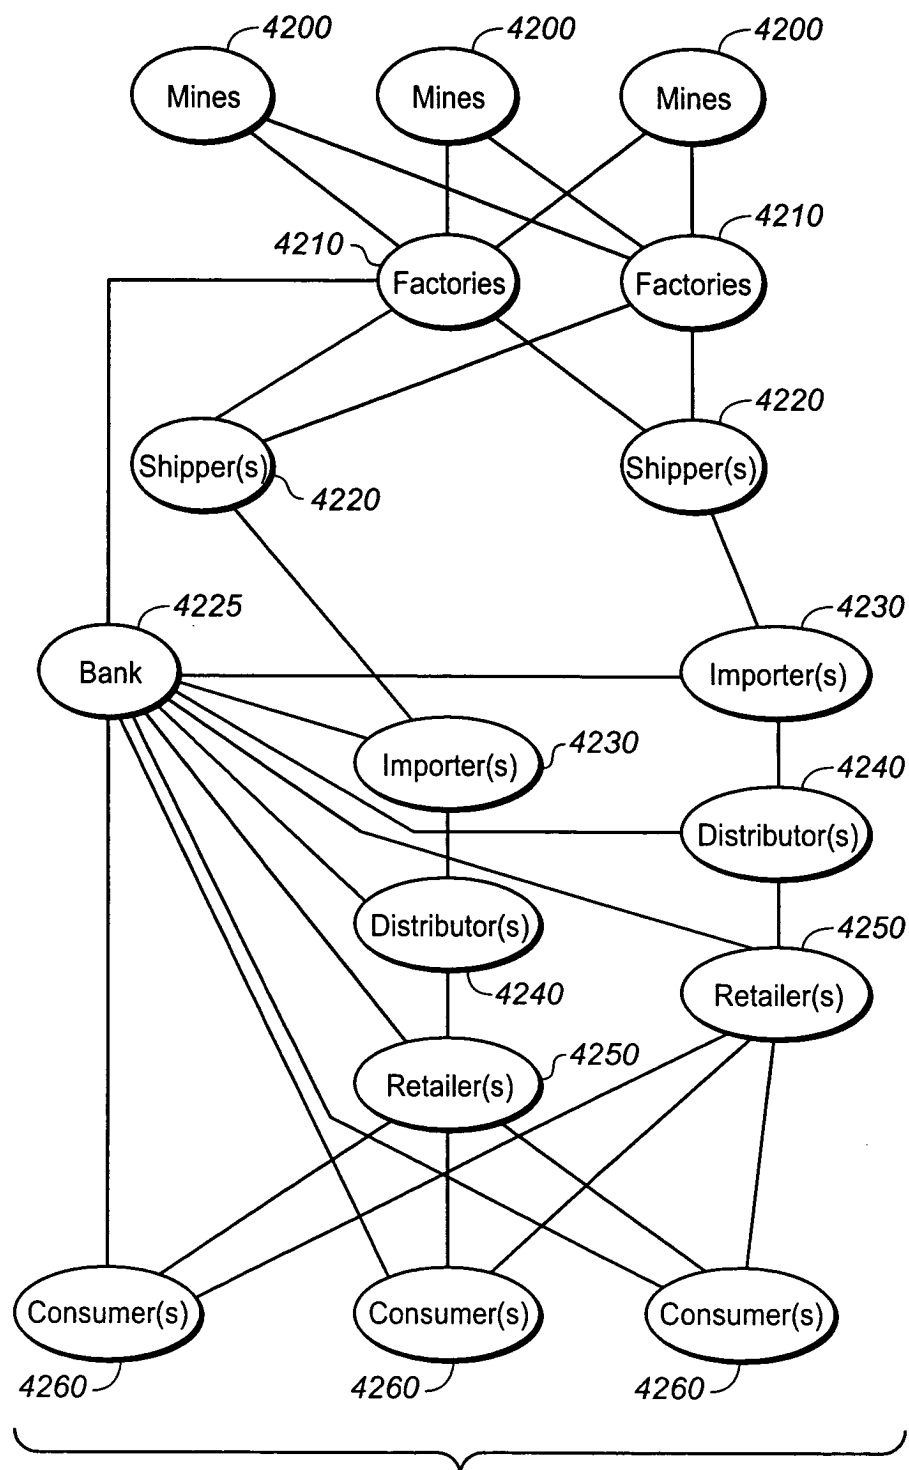 4200
4200
4200
Mines
Mines
Mines
4210
4210
Factories
Factories
4220
Shipper(s)
Shipper(s)
4220
4225
4230
Bank
Importer(s)
4230
Importer(s)
4240
Distributor(s)
Distributor(s)
4250
4240
Retailer(s)
4250
Retailer(s)
Consumer(s)
Consumer(s)
Consumer(s)
4260
4260
4260